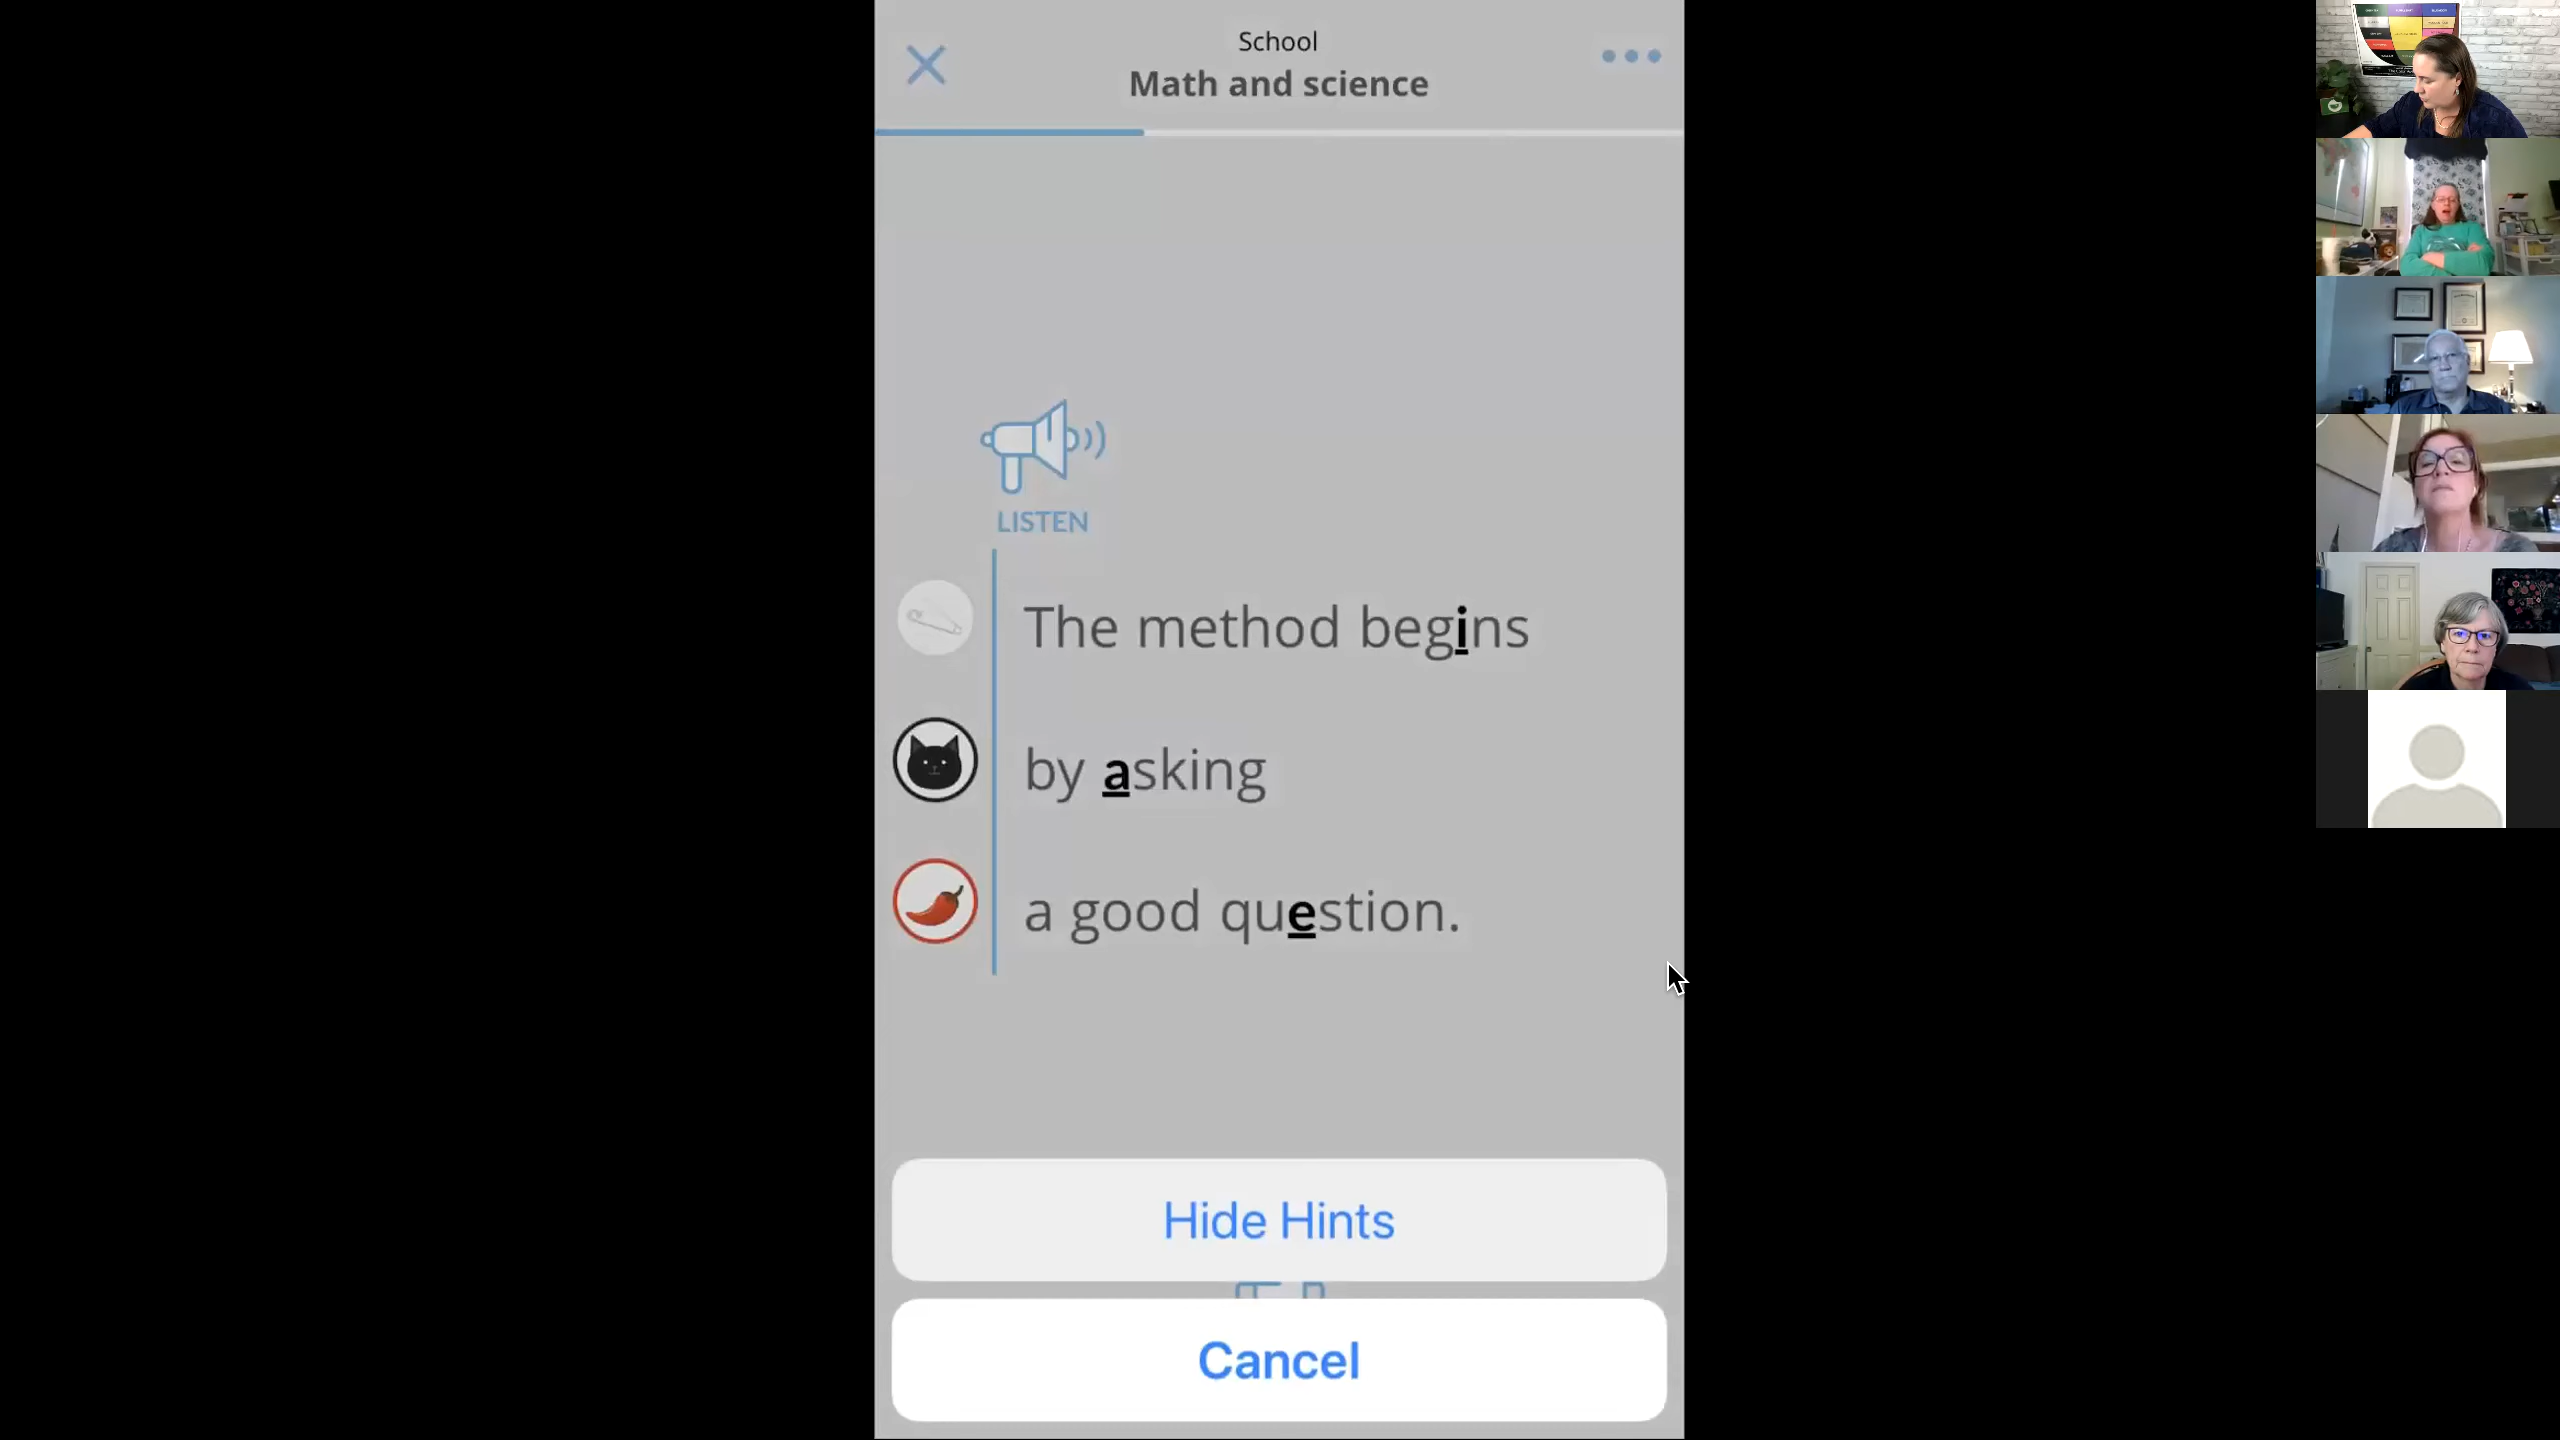 School
Math and science
LISTEN
The method begins
by asking
a good question.
Hide Hints
Cancel